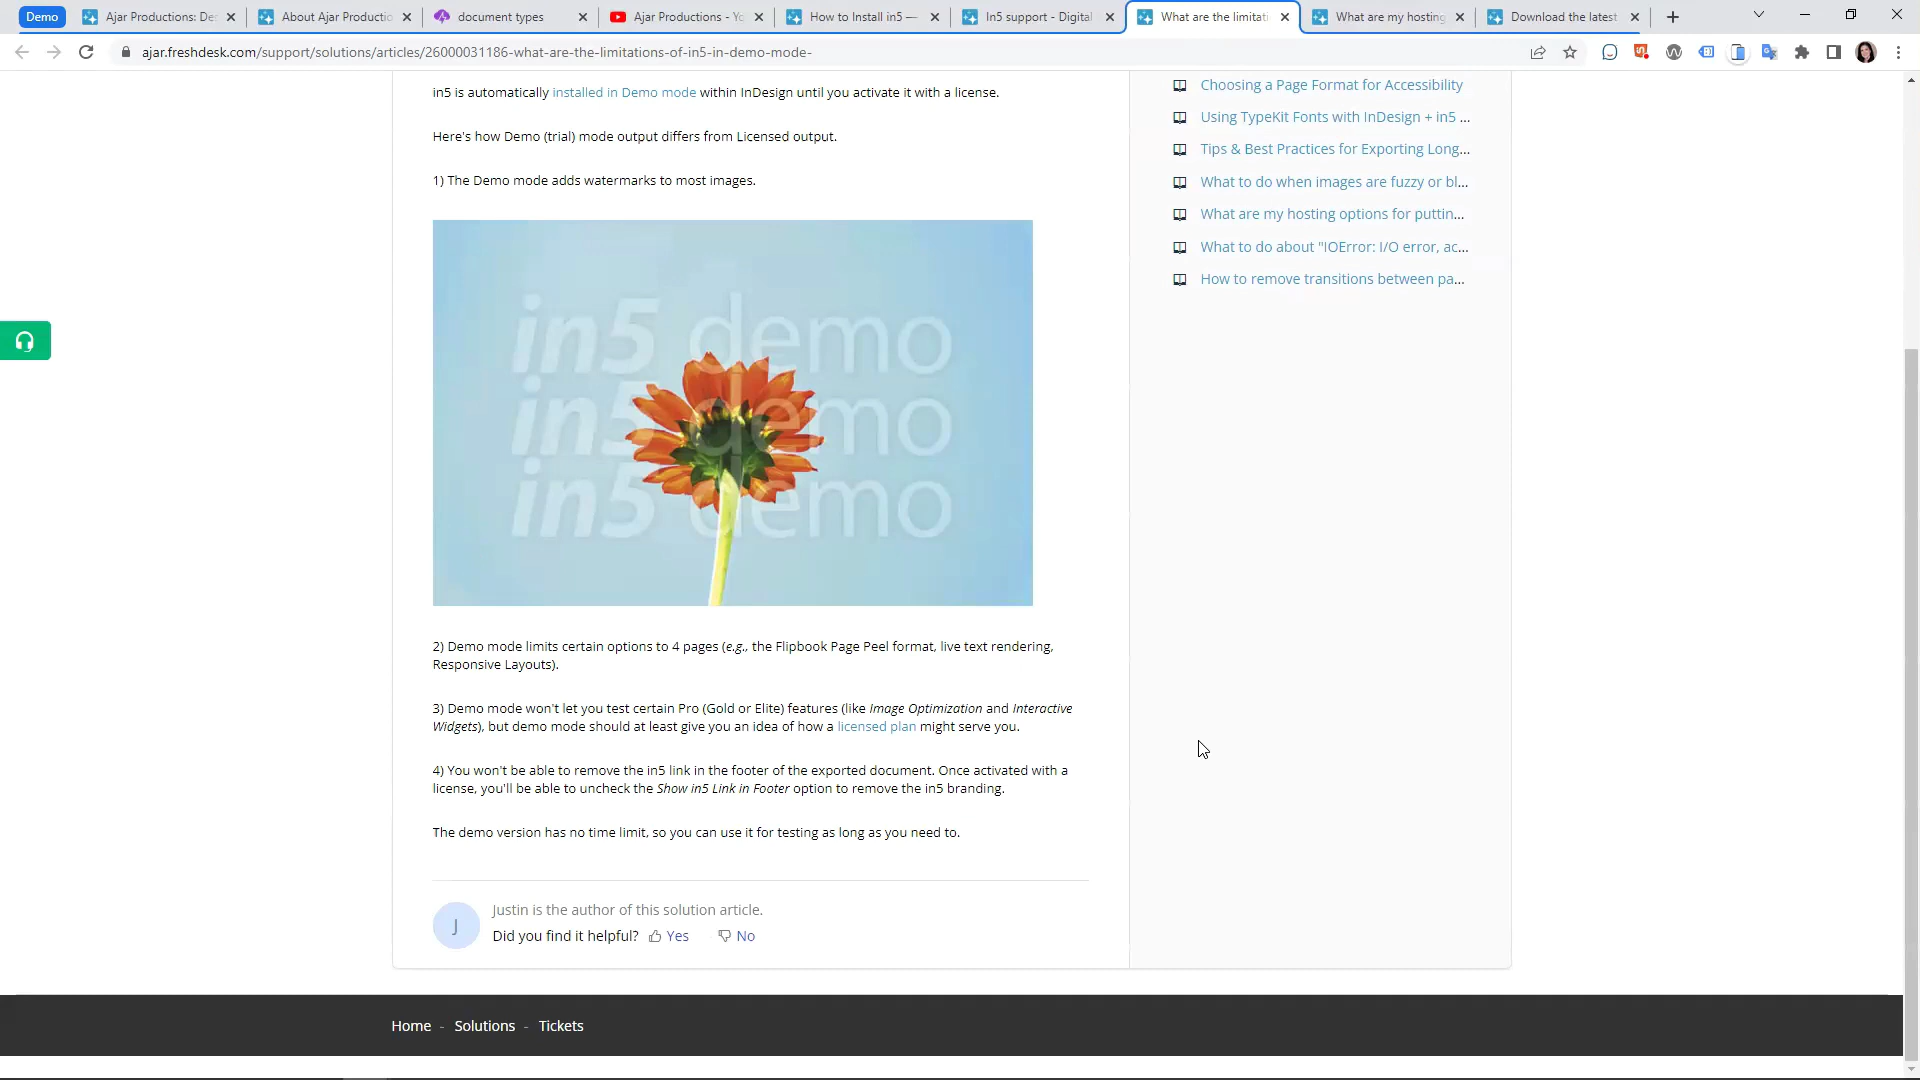 Demo
Ajar Productions: De
About Ajar Productio
document types
Ajar Productions - Yo
How to Install in5 —
In5 support - Digital
What are the limitati
What are my hosting
Download the latest
ajar.freshdesk.com/support/solutions/articles/26000031186-what-are-the-limitations-of-in5-in-demo-mode-
in5 is automatically installed in Demo mode within InDesign until you activate it with a license.
Here's how Demo (trial) mode output differs from Licensed output.
1) The Demo mode adds watermarks to most images.
in5 demo
in5 demo
in5 demo
2) Demo mode limits certain options to 4 pages (e.g., the Flipbook Page Peel format, live text rendering,
Responsive Layouts).
3) Demo mode won't let you test certain Pro (Gold or Elite) features (like Image Optimization and Interactive
Widgets), but demo mode should at least give you an idea of how a licensed plan might serve you.
4) You won't be able to remove the in5 link in the footer of the exported document. Once activated with a
license, you'll be able to uncheck the Show in5 Link in Footer option to remove the in5 branding.
The demo version has no time limit, so you can use it for testing as long as you need to.
J
Justin is the author of this solution article.
Did you find it helpful? Yes No
Choosing a Page Format for Accessibility
Using TypeKit Fonts with InDesign + in5 ...
Tips & Best Practices for Exporting Long...
What to do when images are fuzzy or bl...
What are my hosting options for puttin...
What to do about "IOError: I/O error, ac...
How to remove transitions between pa...
Home - Solutions - Tickets